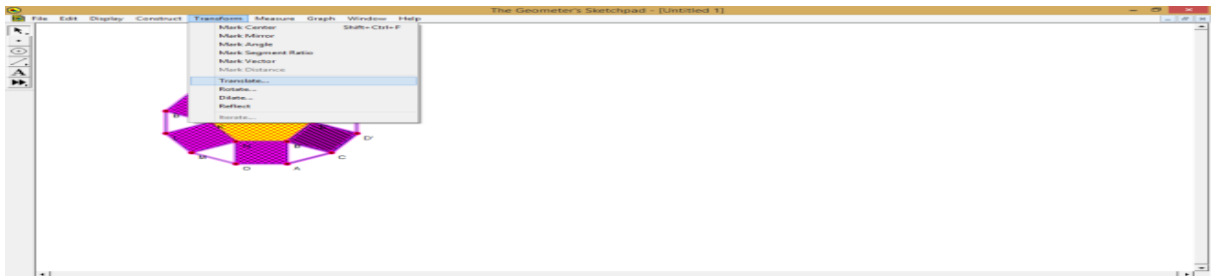 The Geometer's Sketchpad - [Untitled 1]
File Edit Display Construct Transform Measure Graph Window Help
Mark Center Shift+Ctrl+F
Mark Mirror
Mark Angle
Mark Segment Ratio
Mark Vector
Mark Distance
Translate...
Rotate...
Dilate...
Reflect
Iterate...
A
D'
M C
O A